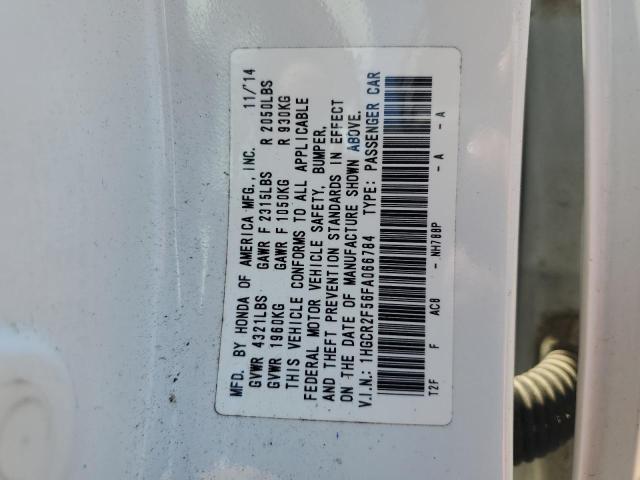 MFD. BY HONDA OF AMERICA MFG., INC. 11/14
GVWR 4321LBS GAWR F 2315LBS R 2050LBS
GVWR 1960KG GAWR F 1050KG R 930KG
THIS VEHICLE CONFORMS TO ALL APPLICABLE
FEDERAL MOTOR VEHICLE SAFETY, BUMPER,
AND THEFT PREVENTION STANDARDS IN EFFECT
ON THE DATE OF MANUFACTURE SHOWN ABOVE.
V.I.N.: 1HGCR2F56FA066784 TYPE: PASSENGER CAR
T2F F AC8 - NH788P - A - A